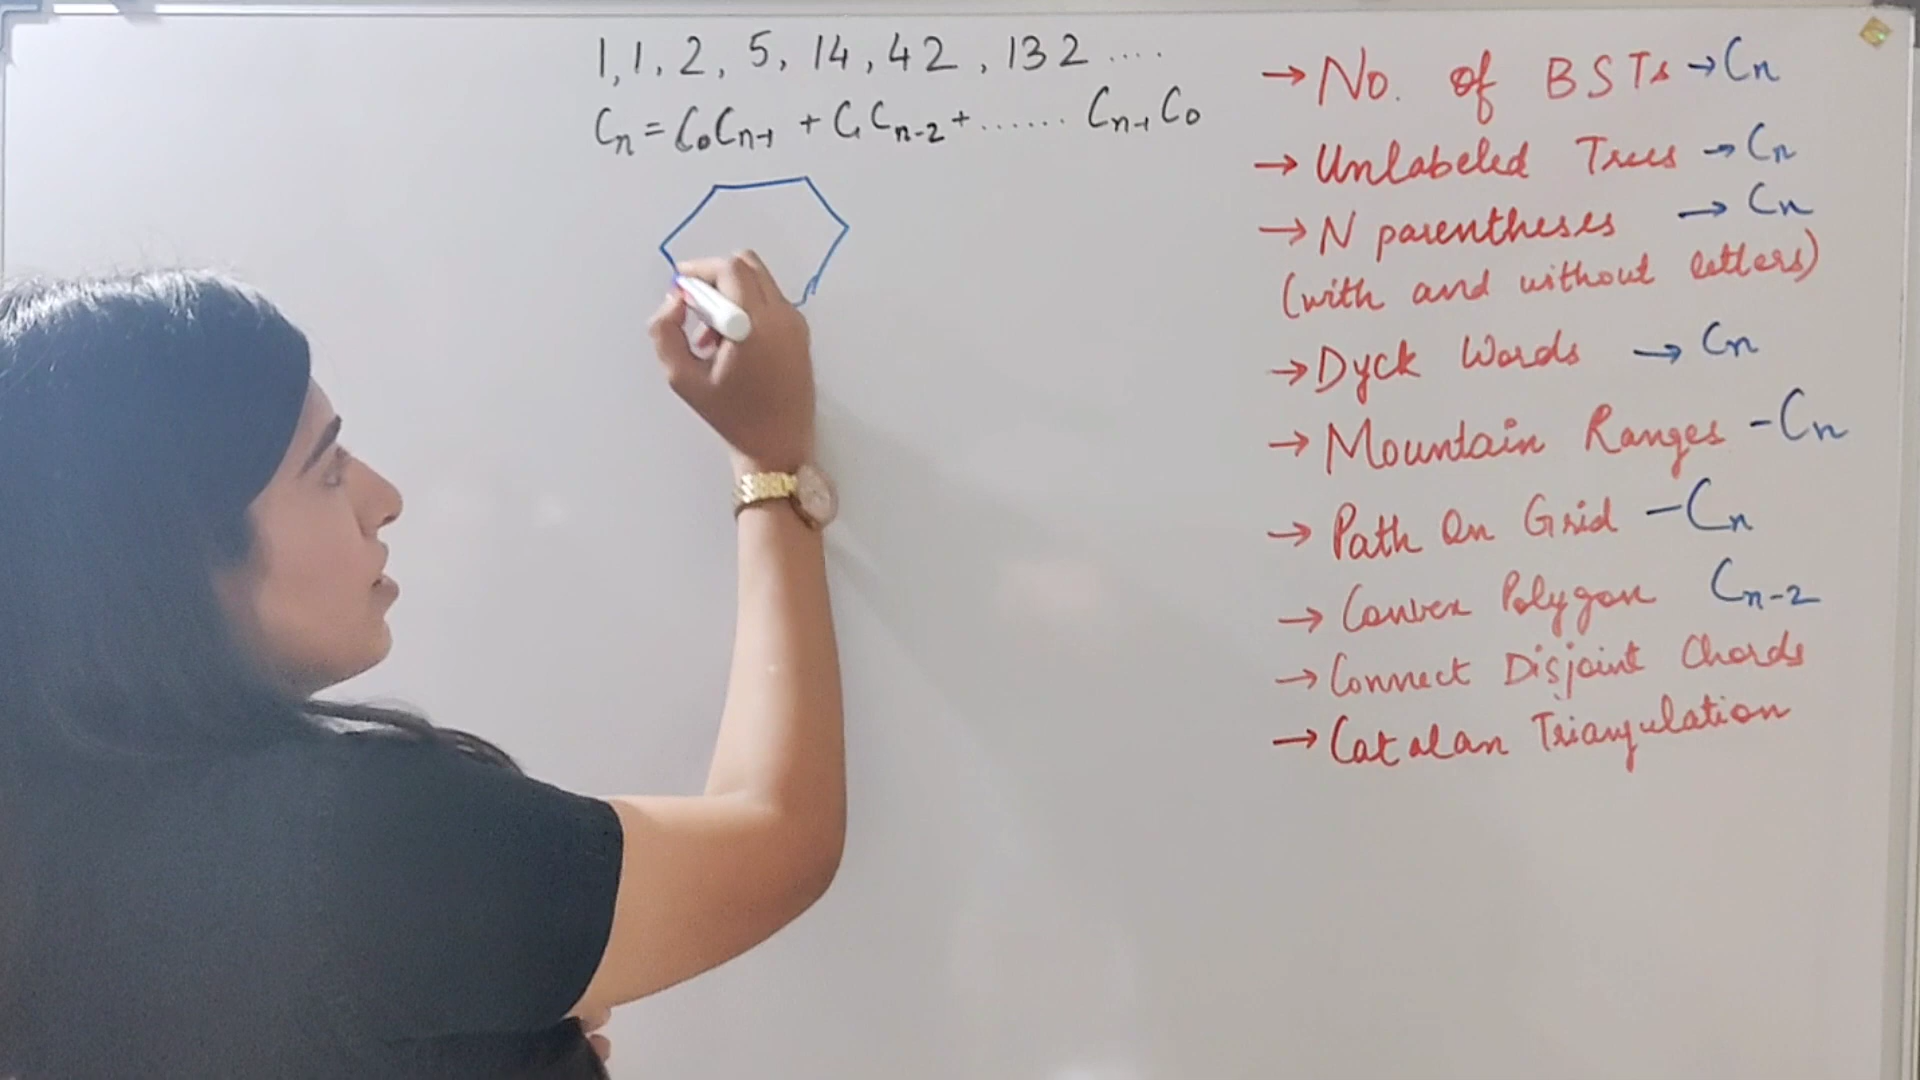 1, 1, 2, 5, 14, 42, 132 ....
Cn = C0Cn-1 + C1Cn-2 + ...... Cn-1C0
→ No. of BSTs → Cn
→ Unlabeled Trees → Cn
→ N parentheses → Cn
(with and without letters)
→ Dyck Words → Cn
→ Mountain Ranges - Cn
→ Path On Grid - Cn
→ Convex Polygon Cn-2
→ Connect Disjoint Chords
→ Catalan Triangulation